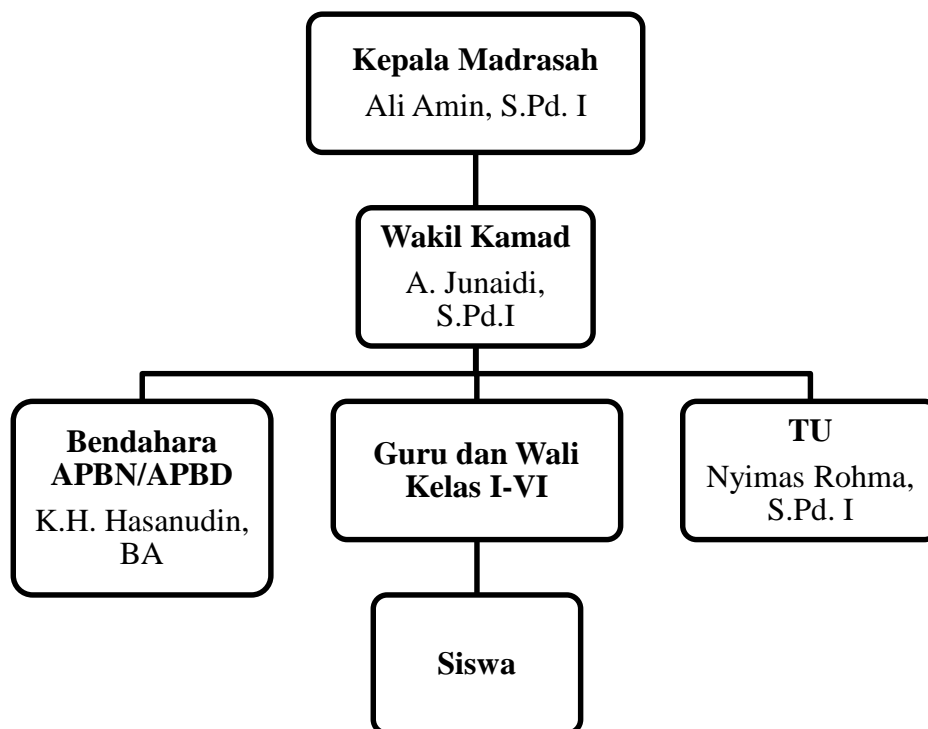 Kepala Madrasah
Ali Amin, S.Pd. I
Wakil Kamad
A. Junaidi,
S.Pd.I
Bendahara
APBN/APBD
K.H. Hasanudin,
BA
Guru dan Wali
Kelas I-VI
TU
Nyimas Rohma,
S.Pd. I
Siswa